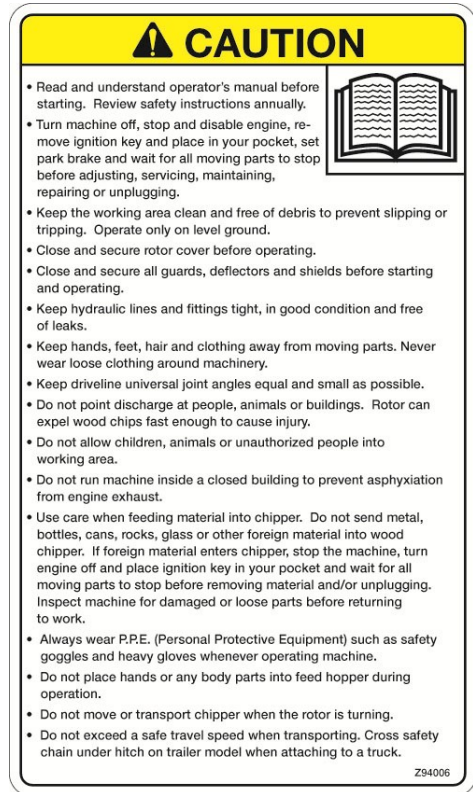 CAUTION
• Read and understand operator's manual before
starting. Review safety instructions annually.
• Turn machine off, stop and disable engine, re-
move ignition key and place in your pocket, set
park brake and wait for all moving parts to stop
before adjusting, servicing, maintaining,
repairing or unplugging.
• Keep the working area clean and free of debris to prevent slipping or
tripping. Operate only on level ground.
• Close and secure rotor cover before operating.
• Close and secure all guards, deflectors and shields before starting
and operating.
• Keep hydraulic lines and fittings tight, in good condition and free
of leaks.
• Keep hands, feet, hair and clothing away from moving parts. Never
wear loose clothing around machinery.
• Keep driveline universal joint angles equal and small as possible.
• Do not point discharge at people, animals or buildings. Rotor can
expel wood chips fast enough to cause injury.
• Do not allow children, animals or unauthorized people into
working area.
• Do not run machine inside a closed building to prevent asphyxiation
from engine exhaust.
• Use care when feeding material into chipper. Do not send metal,
bottles, cans, rocks, glass or other foreign material into wood
chipper. If foreign material enters chipper, stop the machine, turn
engine off and place ignition key in your pocket and wait for all
moving parts to stop before removing material and/or unplugging.
Inspect machine for damaged or loose parts before returning
to work.
• Always wear P.P.E. (Personal Protective Equipment) such as safety
goggles and heavy gloves whenever operating machine.
• Do not place hands or any body parts into feed hopper during
operation.
• Do not move or transport chipper when the rotor is turning.
• Do not exceed a safe travel speed when transporting. Cross safety
chain under hitch on trailer model when attaching to a truck.
Z94006